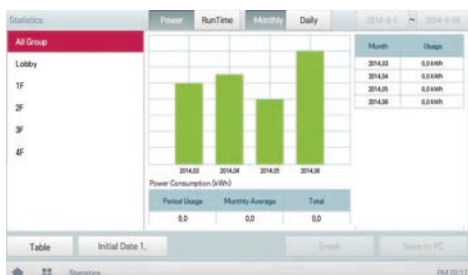 Statistics
Power RunTime Monthly Daily 2014-3-1 ~ 2014-6-26
All Group
Lobby
1F
2F
3F
4F
2014,03 2014,04 2014,05 2014,06
Power Consumption (kWh)
Period Usage Monthly Average Total
0,0 0,0 0,0
Month Usage
2014,03 0,0 kWh
2014,04 0,0 kWh
2014,05 0,0 kWh
2014,06 0,0 kWh
Table Initial Date 1, Email Save to PC
Statistics